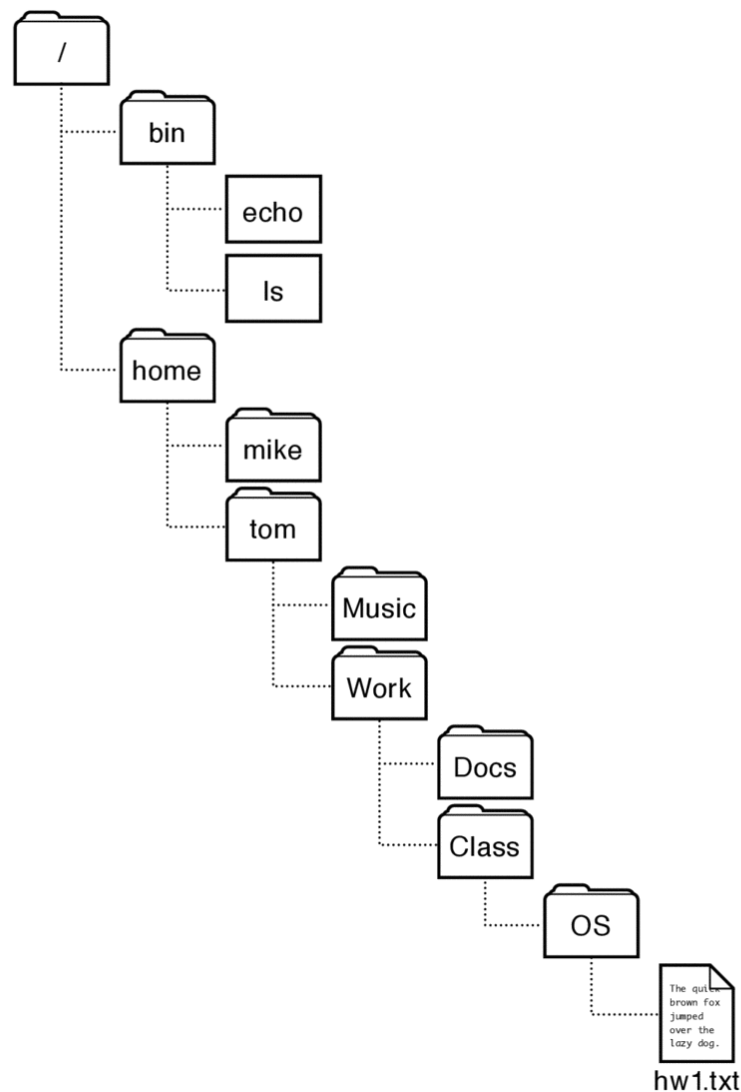 /
bin
echo
ls
home
mike
tom
Music
Work
Docs
Class
OS
The quick
brown fox
jumped
over the
lazy dog.
hw1.txt